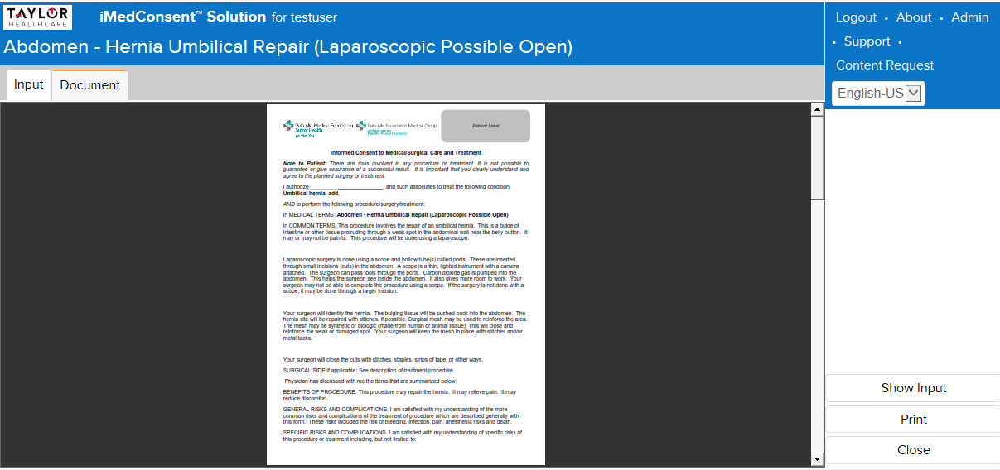 TAYLOR
HEALTHCARE
iMedConsent™ Solution for testuser
Abdomen - Hernia Umbilical Repair (Laparoscopic Possible Open)
Logout • About • Admin
• Support •
Content Request
English-US
Input
Document
Palo Alto Medical Foundation
Sutter Health
We Plus You
Palo Alto Foundation Medical Group
Affiliated with the
Palo Alto Medical Foundation
Patient Label
Informed Consent to Medical/Surgical Care and Treatment
Note to Patient: There are risks involved in any procedure or treatment. It is not possible to
guarantee or give assurance of a successful result. It is important that you clearly understand and
agree to the planned surgery or treatment.
I authorize ________________________, and such associates to treat the following condition:
Umbilical hernia. add,
AND to perform the following procedure/surgery/treatment:
in MEDICAL TERMS: Abdomen - Hernia Umbilical Repair (Laparoscopic Possible Open)
in COMMON TERMS: This procedure involves the repair of an umbilical hernia. This is a bulge of
intestine or other tissue protruding through a weak spot in the abdominal wall near the belly button. It
may or may not be painful. This procedure will be done using a laparoscope.
Laparoscopic surgery is done using a scope and hollow tube(s) called ports. These are inserted
through small incisions (cuts) in the abdomen. A scope is a thin, lighted instrument with a camera
attached. The surgeon can pass tools through the ports. Carbon dioxide gas is pumped into the
abdomen. This helps the surgeon see inside the abdomen. It also gives more room to work. Your
surgeon may not be able to complete the procedure using a scope. If the surgery is not done with a
scope, it may be done through a larger incision.
Your surgeon will identify the hernia. The bulging tissue will be pushed back into the abdomen. The
hernia site will be repaired with stitches, if possible. Surgical mesh may be used to reinforce the area.
The mesh may be synthetic or biologic (made from human or animal tissue). This will close and
reinforce the weak or damaged spot. Your surgeon will keep the mesh in place with stitches and/or
metal tacks.
Your surgeon will close the cuts with stitches, staples, strips of tape, or other ways.
SURGICAL SIDE if applicable: See description of treatment/procedure.
Physician has discussed with me the items that are summarized below:
BENEFITS OF PROCEDURE: This procedure may repair the hernia. It may relieve pain. It may
reduce discomfort.
GENERAL RISKS AND COMPLICATIONS. I am satisfied with my understanding of the more
common risks and complications of the treatment of procedure which are described generally with
this form. These risks included the risk of bleeding, infection, pain, anesthesia risks and death.
SPECIFIC RISKS AND COMPLICATIONS. I am satisfied with my understanding of specific risks of
this procedure or treatment including, but not limited to:
Show Input
Print
Close